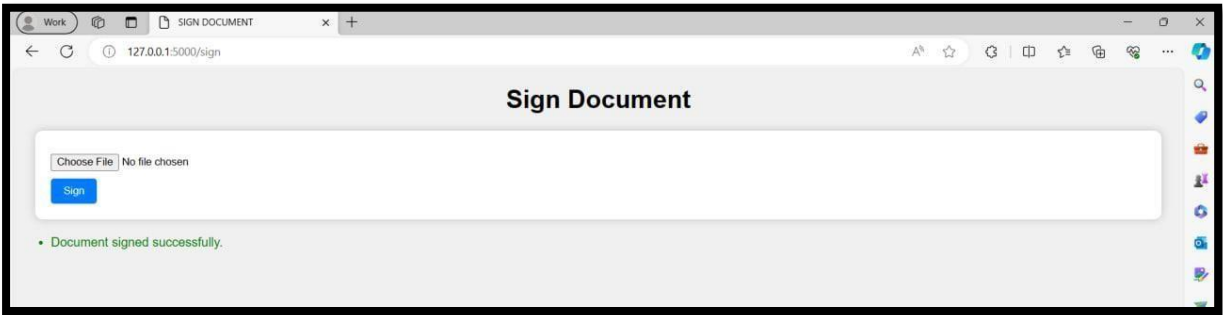 Work
SIGN DOCUMENT
127.0.0.1:5000/sign
Sign Document
Choose File No file chosen
Sign
• Document signed successfully.